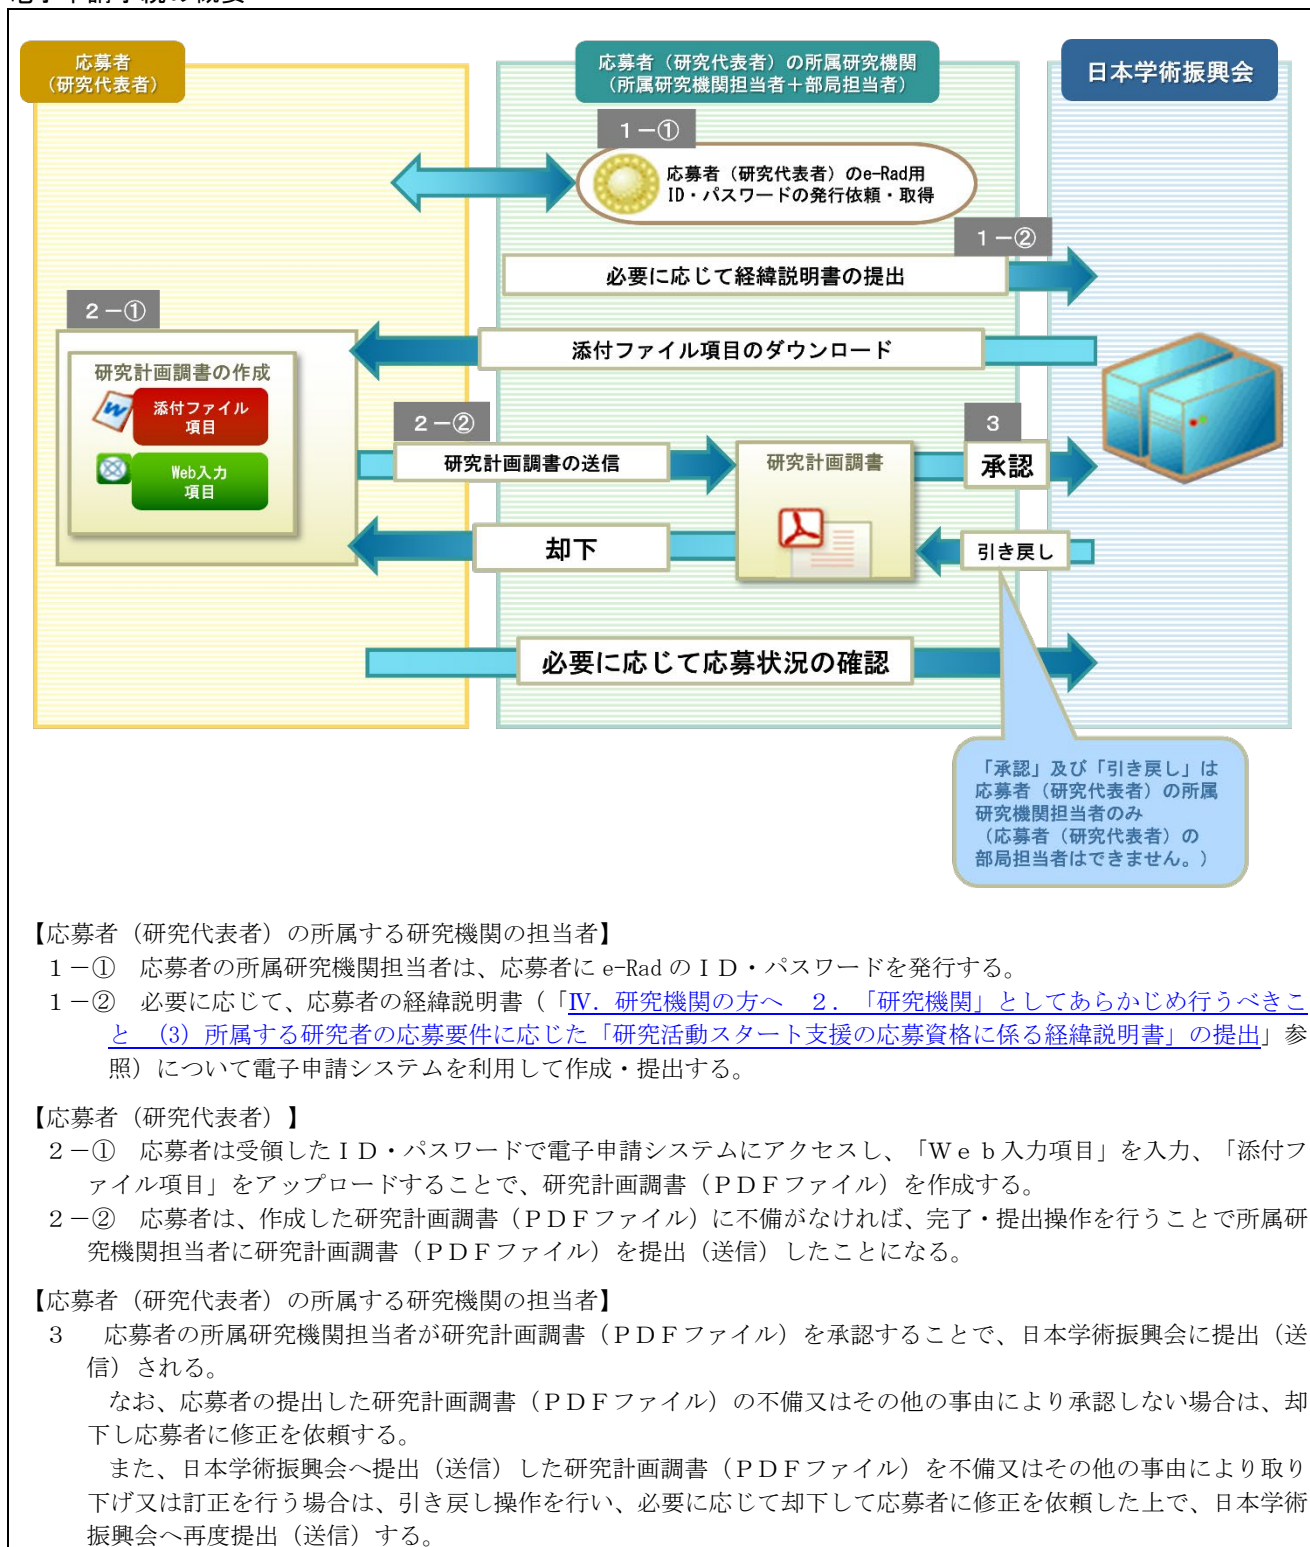 応募者
（研究代表者）
応募者（研究代表者）の所属研究機関
（所属研究機関担当者＋部局担当者）
日本学術振興会
１－①
応募者（研究代表者）のe-Rad用
ID・パスワードの発行依頼・取得
１－②
必要に応じて経緯説明書の提出
２－①
添付ファイル項目のダウンロード
研究計画調書の作成
添付ファイル
項目
Web入力
項目
２－②
研究計画調書の送信
研究計画調書
３
承認
却下
引き戻し
必要に応じて応募状況の確認
「承認」及び「引き戻し」は
応募者（研究代表者）の所属
研究機関担当者のみ
（応募者（研究代表者）の
部局担当者はできません。）
【応募者（研究代表者）の所属する研究機関の担当者】
１－①　応募者の所属研究機関担当者は、応募者に e-Rad のＩＤ・パスワードを発行する。
１－②　必要に応じて、応募者の経緯説明書（「Ⅳ．研究機関の方へ　２．「研究機関」としてあらかじめ行うべきこ
と　(3) 所属する研究者の応募要件に応じた「研究活動スタート支援の応募資格に係る経緯説明書」の提出」参
照）について電子申請システムを利用して作成・提出する。
【応募者（研究代表者）】
２－①　応募者は受領したＩＤ・パスワードで電子申請システムにアクセスし、「Ｗｅｂ入力項目」を入力、「添付フ
ァイル項目」をアップロードすることで、研究計画調書（ＰＤＦファイル）を作成する。
２－②　応募者は、作成した研究計画調書（ＰＤＦファイル）に不備がなければ、完了・提出操作を行うことで所属研
究機関担当者に研究計画調書（ＰＤＦファイル）を提出（送信）したことになる。
【応募者（研究代表者）の所属する研究機関の担当者】
３　応募者の所属研究機関担当者が研究計画調書（ＰＤＦファイル）を承認することで、日本学術振興会に提出（送
信）される。
なお、応募者の提出した研究計画調書（ＰＤＦファイル）の不備又はその他の事由により承認しない場合は、却
下し応募者に修正を依頼する。
また、日本学術振興会へ提出（送信）した研究計画調書（ＰＤＦファイル）を不備又はその他の事由により取り
下げ又は訂正を行う場合は、引き戻し操作を行い、必要に応じて却下して応募者に修正を依頼した上で、日本学術
振興会へ再度提出（送信）する。